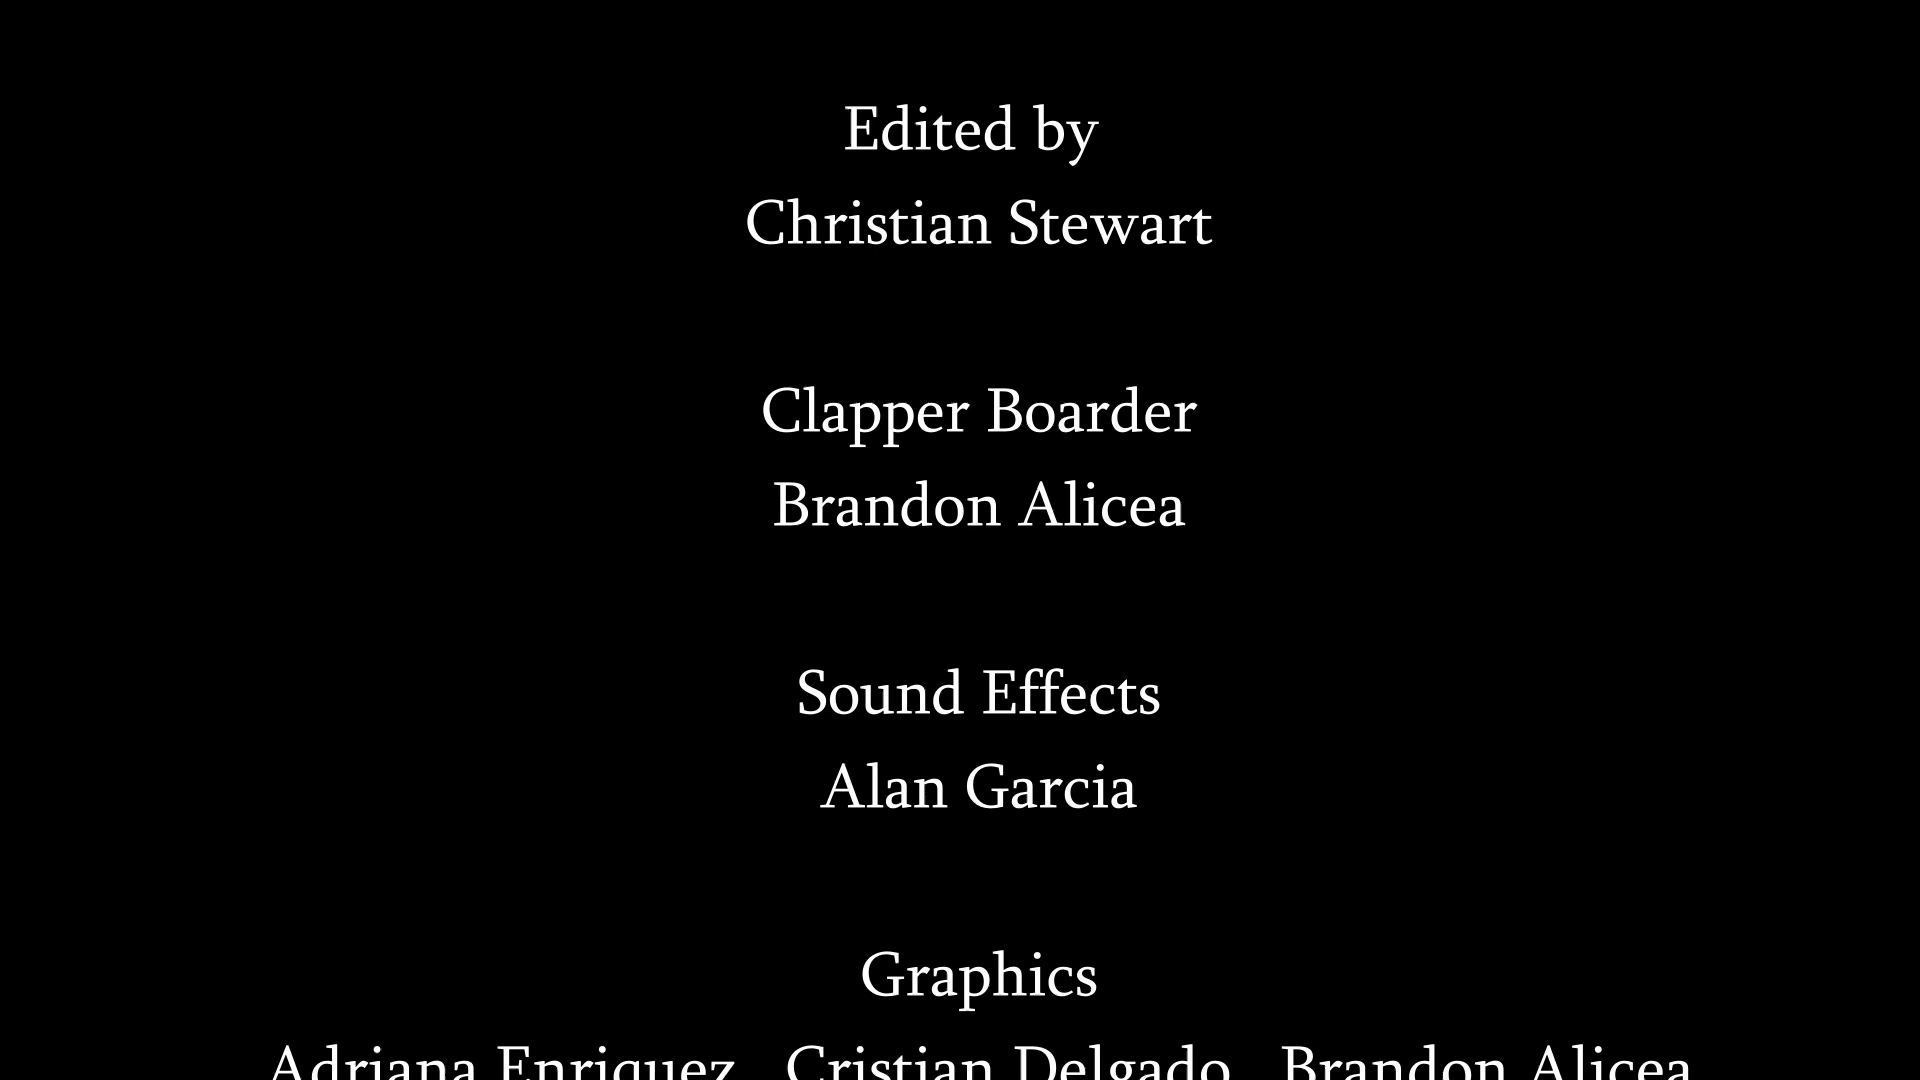 Edited by
Christian Stewart
Clapper Boarder
Brandon Alicea
Sound Effects
Alan Garcia
Graphics
Adriana Enriquez Cristian Delgado Brandon Alicea